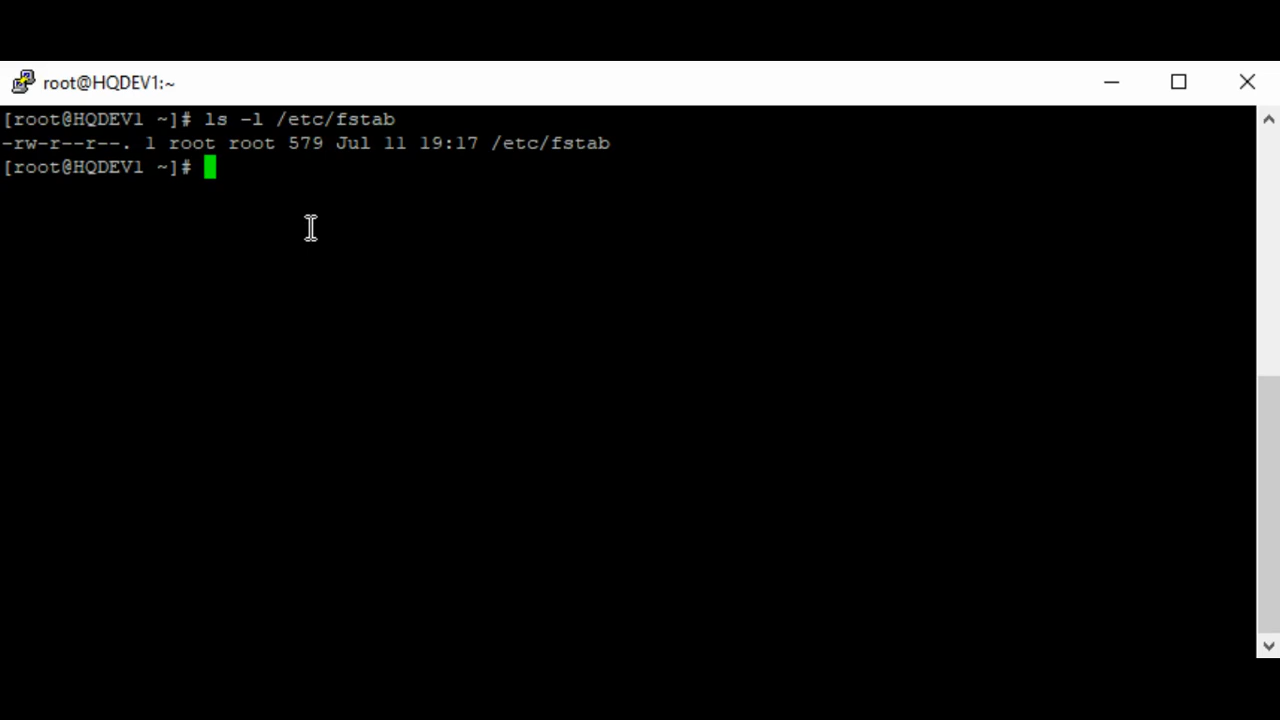 root@HQDEV1:~
[root@HQDEV1 ~]# ls -l /etc/fstab
-rw-r--r--. 1 root root 579 Jul 11 19:17 /etc/fstab
[root@HQDEV1 ~]#